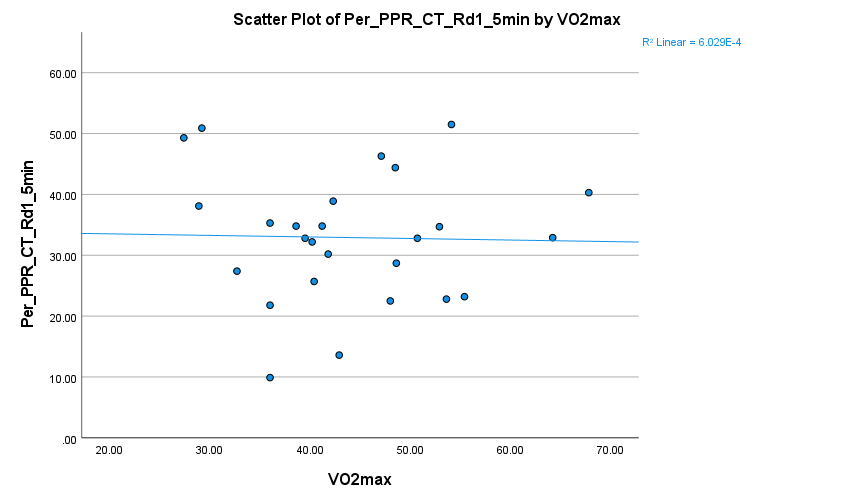 Scatter Plot of Per_PPR_CT_Rd1_5min by VO2max
R² Linear = 6.029E-4
60.00
50.00
40.00
30.00
20.00
10.00
.00
Per_PPR_CT_Rd1_5min
20.00 30.00 40.00 50.00 60.00 70.00
VO2max